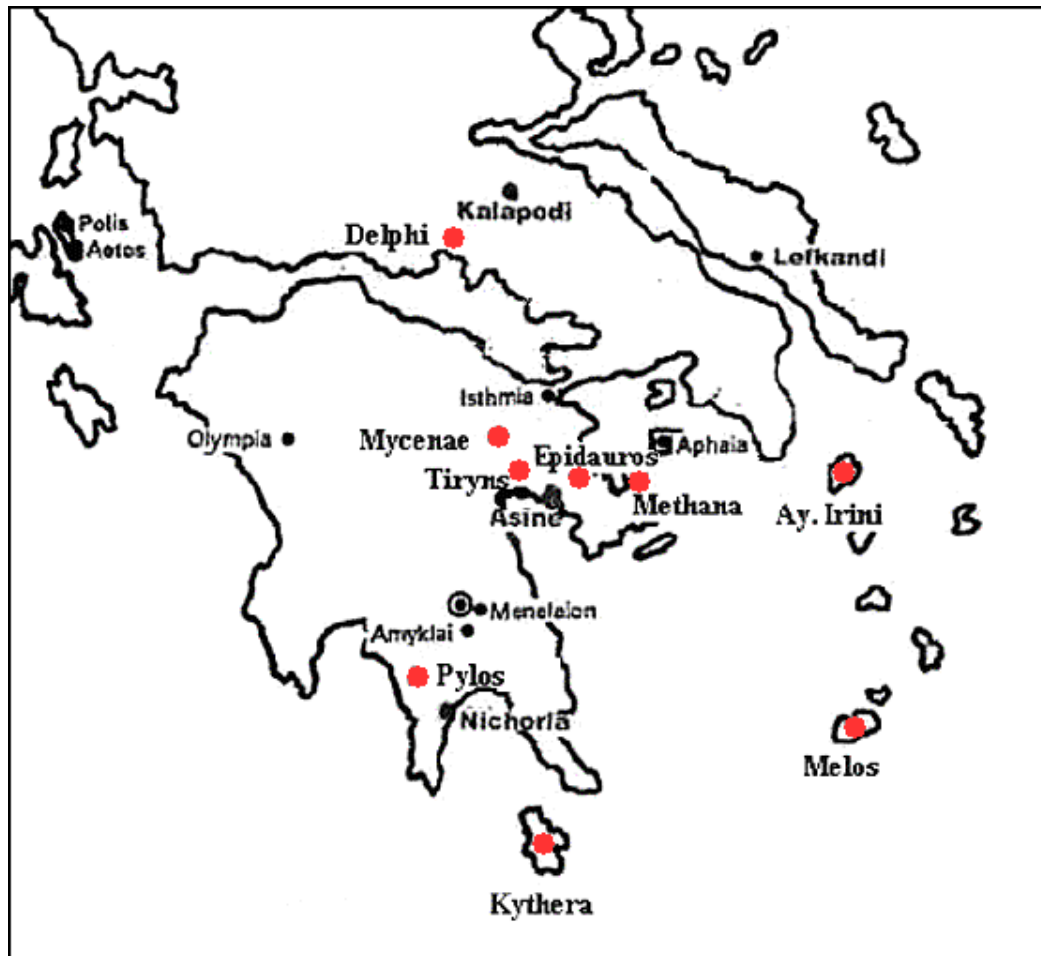 Polis
Aetos
Kalapodi
Delphi
Lefkandi
Isthmia
Olympia
Mycenae
Epidauros
Aphaia
Tiryns
Asine
Methana
Ay. Irini
Menelaion
Amyklai
Pylos
Nichoria
Melos
Kythera